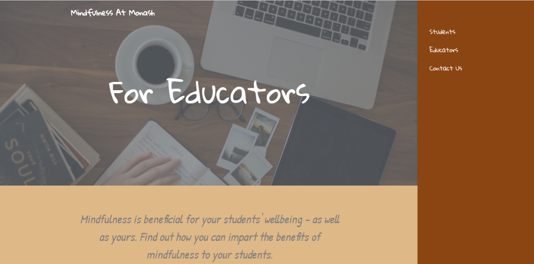 Mindfulness At Monash
Students
Educators
Contact Us
For Educators
SOUL
Mindfulness is beneficial for your students' wellbeing – as well
as yours. Find out how you can impart the benefits of
mindfulness to your students.